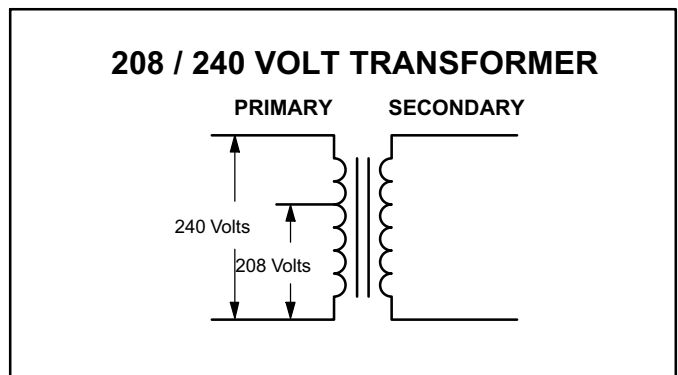 208 / 240 VOLT TRANSFORMER
PRIMARY SECONDARY
240 Volts
208 Volts